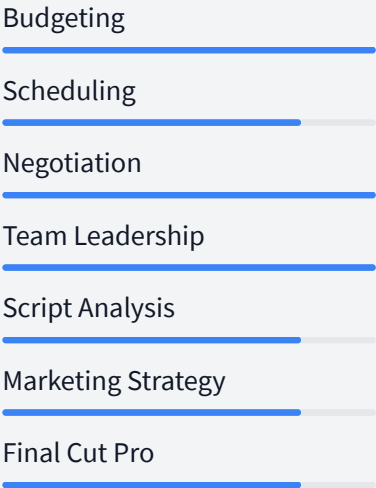 Budgeting
Scheduling
Negotiation
Team Leadership
Script Analysis
Marketing Strategy
Final Cut Pro